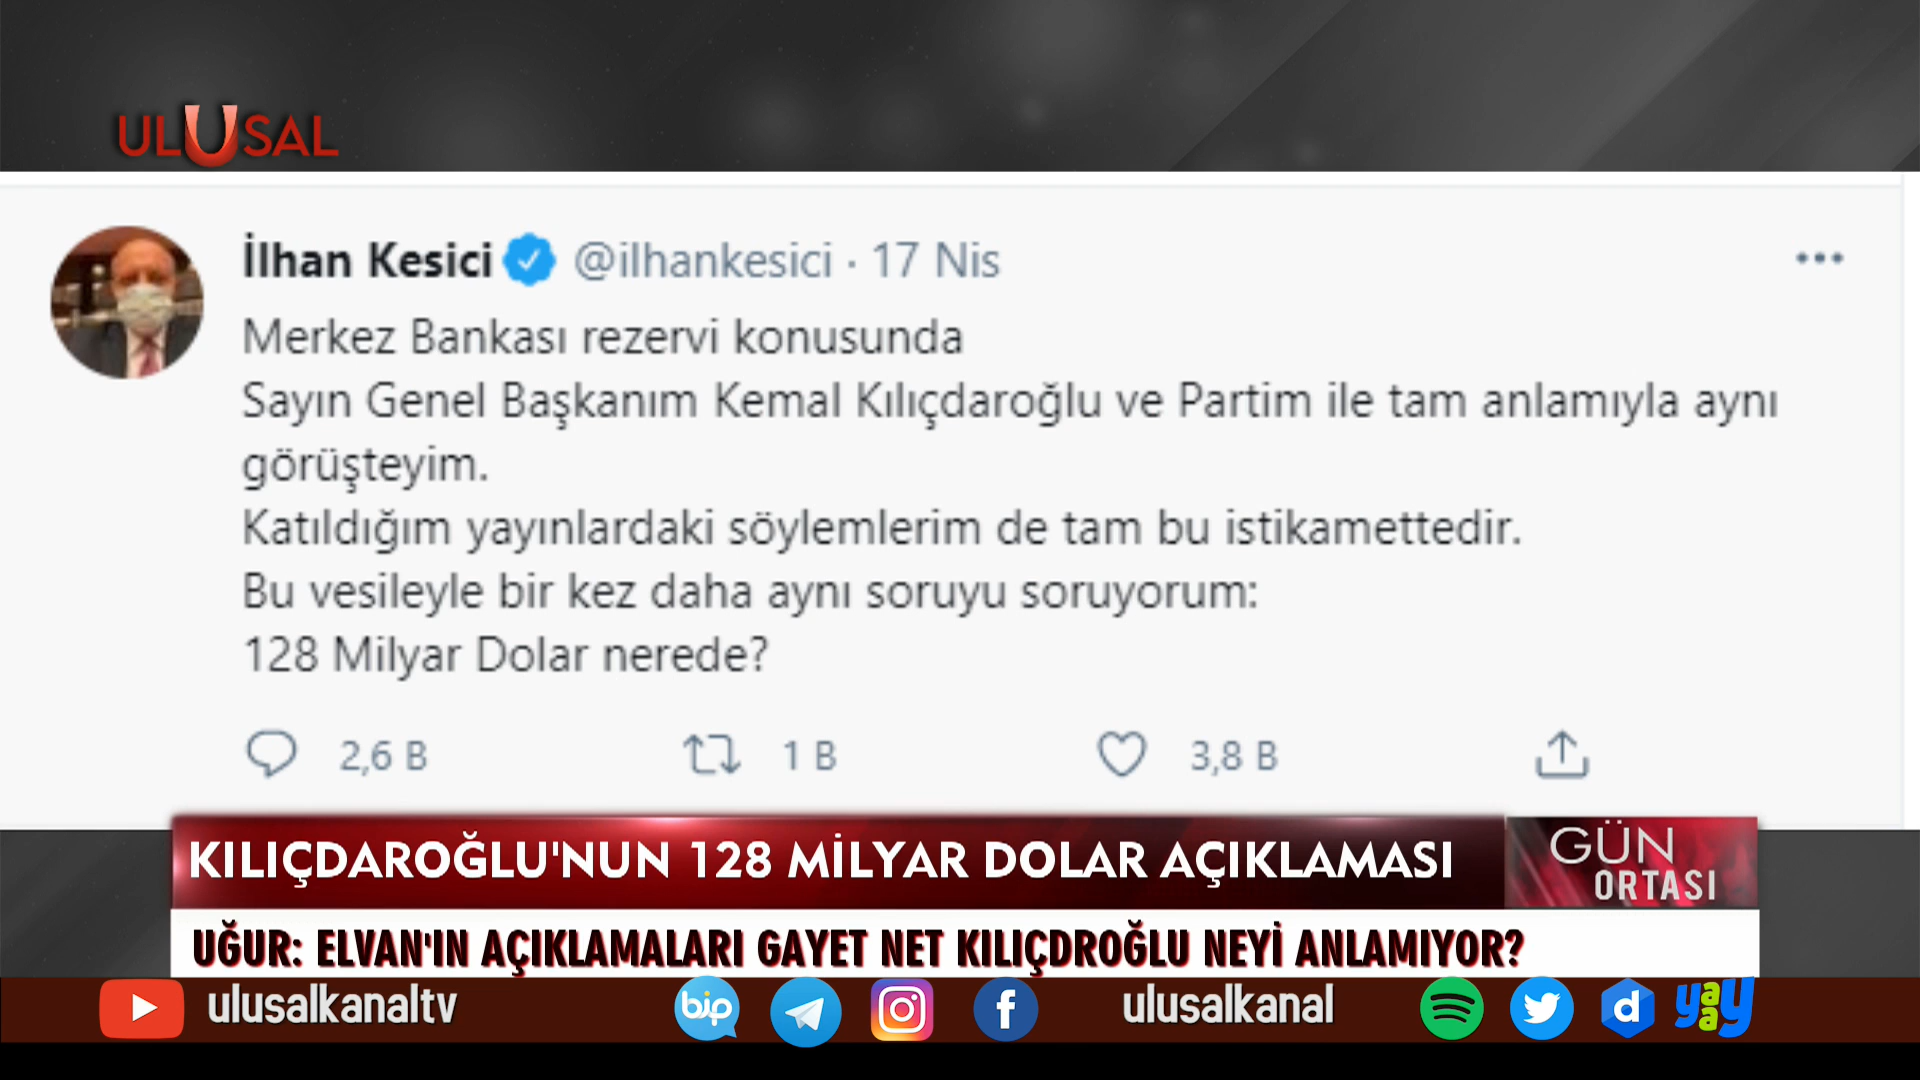 ULUSAL
İlhan Kesici @ilhankesici · 17 Nis
Merkez Bankası rezervi konusunda
Sayın Genel Başkanım Kemal Kılıçdaroğlu ve Partim ile tam anlamıyla aynı
görüşteyim.
Katıldığım yayınlardaki söylemlerim de tam bu istikamettedir.
Bu vesileyle bir kez daha aynı soruyu soruyorum:
128 Milyar Dolar nerede?
2,6 B 1 B 3,8 B
KILIÇDAROĞLU'NUN 128 MİLYAR DOLAR AÇIKLAMASI
GÜN
ORTASI
UĞUR: ELVAN'IN AÇIKLAMALARI GAYET NET KILIÇDROĞLU NEYİ ANLAMIYOR?
ulusalkanaltv bip f ulusalkanal d yaay